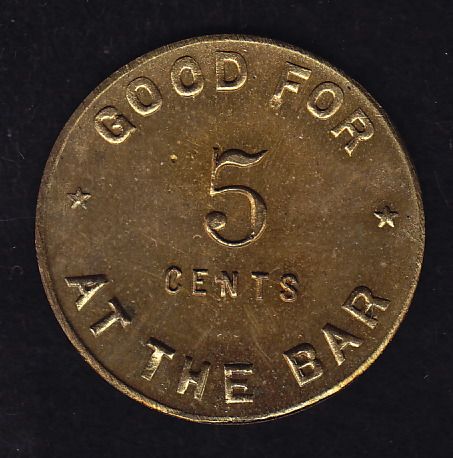 GOOD FOR
5
CENTS
AT THE BAR